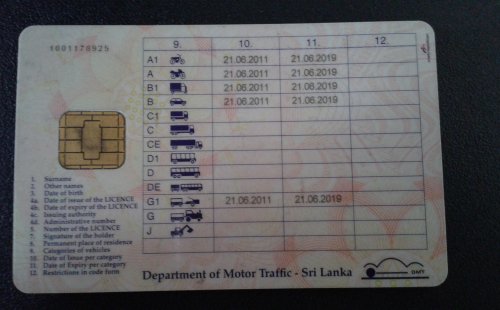 1001178925
9. 10. 11. 12.
A1 21.06.2011 21.06.2019
A 21.06.2011 21.06.2019
B1 21.06.2011 21.06.2019
B 21.06.2011 21.06.2019
C1
C
CE
D1
D
DE
G1 21.06.2011 21.06.2019
G
J
1. Surname
2. Other names
3. Date of birth
4a. Date of issue of the LICENCE
4b. Date of expiry of the LICENCE
4c. Issuing authority
4d. Administrative number
5. Number of the LICENCE
7. Signature of the holder
8. Permanent place of residence
9. Categories of vehicles
10. Date of Issue per category
11. Date of Expiry per category
12. Restrictions in code form
Department of Motor Traffic - Sri Lanka
DMT